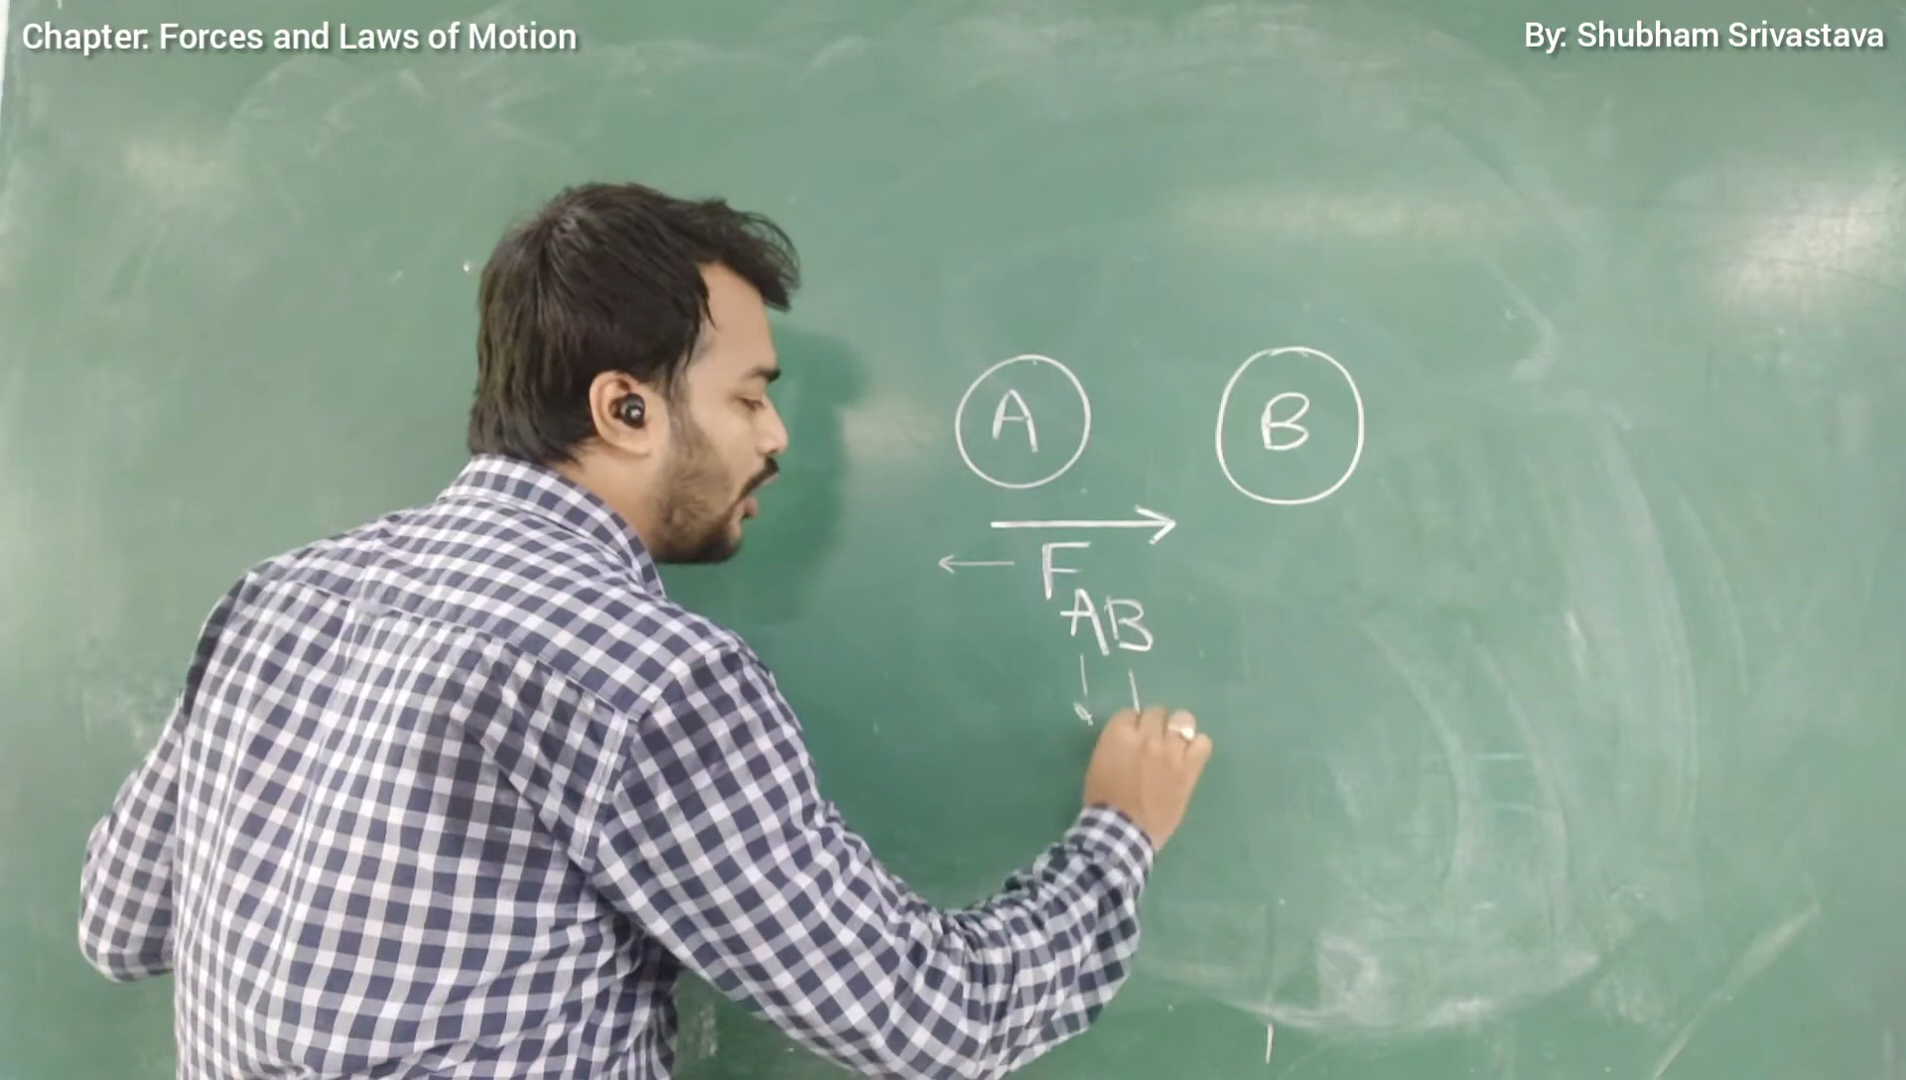 Chapter: Forces and Laws of Motion
By: Shubham Srivastava
A
B
F
AB